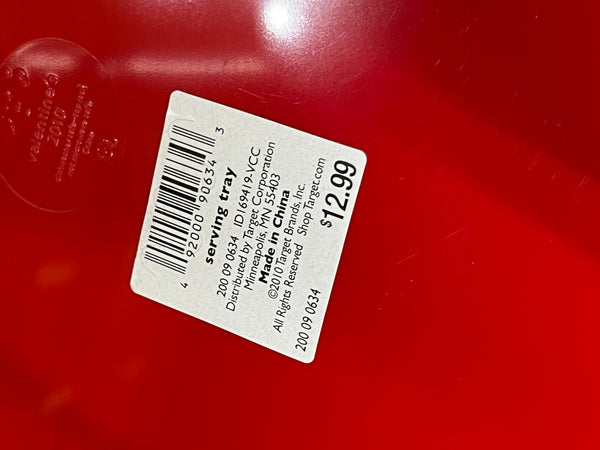 4 92000 90634 3
serving tray
200 09 0634 ID169419-VCC
Distributed by Target Corporation
Minneapolis, MN 55403
Made in China
©2010 Target Brands, Inc.
All Rights Reserved Shop Target.com
200 09 0634
$12.99
valentine's
2010